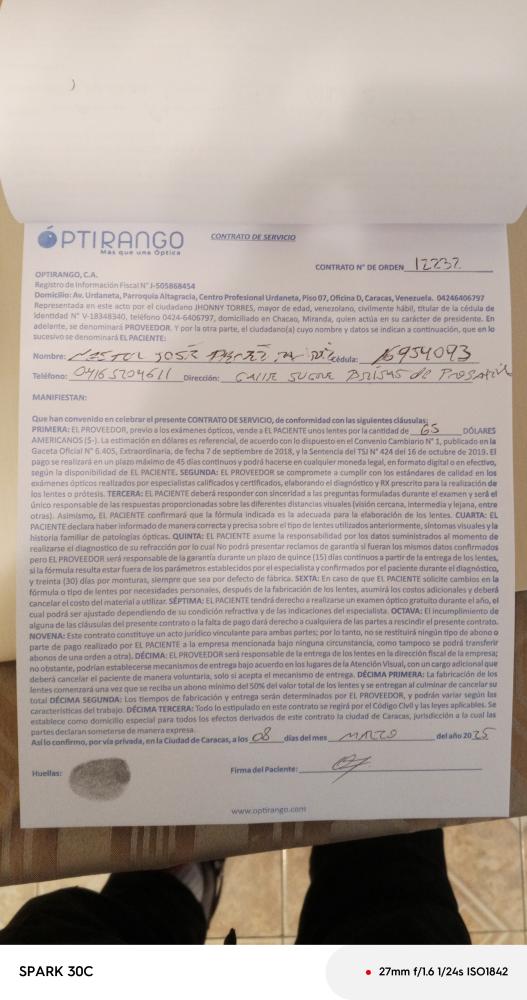 OPTIRANGO
Más que una Óptica
CONTRATO DE SERVICIO
CONTRATO N° DE ORDEN 12232
OPTIRANGO, C.A.
Registro de Información Fiscal N° J-505868454
Domicilio: Av. Urdaneta, Parroquia Altagracia, Centro Profesional Urdaneta, Piso 07, Oficina D, Caracas, Venezuela. 04246406797
Representada en este acto por el ciudadano JHONNY TORRES, mayor de edad, venezolano, civilmente hábil, titular de la cédula de
identidad N° V-18348340, teléfono 0424-6406797, domiciliado en Chacao, Miranda, quien actúa en su carácter de presidente. En
adelante, se denominará PROVEEDOR. Y por la otra parte, el ciudadano(a) cuyo nombre y datos se indican a continuación, que en lo
sucesivo se denominará EL PACIENTE:
Nombre: Nestor José Cédula: 16954093
Teléfono: 04165204611 Dirección: Calle Sucre Brisas de
MANIFIESTAN:
Que han convenido en celebrar el presente CONTRATO DE SERVICIO, de conformidad con las siguientes cláusulas:
PRIMERA: EL PROVEEDOR, previo a los exámenes ópticos, vende a EL PACIENTE unos lentes por la cantidad de 65 DÓLARES
AMERICANOS ($-). La estimación en dólares es referencial, de acuerdo con lo dispuesto en el Convenio Cambiario N° 1, publicado en la
Gaceta Oficial N° 6.405, Extraordinaria, de fecha 7 de septiembre de 2018, y la Sentencia del TSJ N° 424 del 16 de octubre de 2019. El
pago se realizará en un plazo máximo de 45 días continuos y podrá hacerse en cualquier moneda legal, en formato digital o en efectivo,
según la disponibilidad de EL PACIENTE. SEGUNDA: EL PROVEEDOR se compromete a cumplir con los estándares de calidad en los
exámenes ópticos realizados por especialistas calificados y certificados, elaborando el diagnóstico y RX prescrito para la realización de
los lentes o prótesis. TERCERA: EL PACIENTE deberá responder con sinceridad a las preguntas formuladas durante el examen y será el
único responsable de las respuestas proporcionadas sobre las diferentes distancias visuales (visión cercana, intermedia y lejana, entre
otras). Asimismo, EL PACIENTE confirmará que la fórmula indicada es la adecuada para la elaboración de los lentes. CUARTA: EL
PACIENTE declara haber informado de manera correcta y precisa sobre el tipo de lentes utilizados anteriormente, síntomas visuales y la
historia familiar de patologías ópticas. QUINTA: EL PACIENTE asume la responsabilidad por los datos suministrados al momento de
realizarse el diagnostico de su refracción por lo cual No podrá presentar reclamos de garantía si fueran los mismos datos confirmados
pero EL PROVEEDOR será responsable de la garantía durante un plazo de quince (15) días continuos a partir de la entrega de los lentes,
si la fórmula resulta estar fuera de los parámetros establecidos por el especialista y confirmados por el paciente durante el diagnóstico,
y treinta (30) días por monturas, siempre que sea por defecto de fábrica. SEXTA: En caso de que EL PACIENTE solicite cambios en la
fórmula o tipo de lentes por necesidades personales, después de la fabricación de los lentes, asumirá los costos adicionales y deberá
cancelar el costo del material a utilizar. SÉPTIMA: EL PACIENTE tendrá derecho a realizarse un examen óptico gratuito durante el año, el
cual podrá ser ajustado dependiendo de su condición refractiva y de las indicaciones del especialista. OCTAVA: El incumplimiento de
alguna de las cláusulas del presente contrato o la falta de pago dará derecho a cualquiera de las partes a rescindir el presente contrato.
NOVENA: Este contrato constituye un acto jurídico vinculante para ambas partes; por lo tanto, no se restituirá ningún tipo de abono o
parte de pago realizado por EL PACIENTE a la empresa mencionada bajo ninguna circunstancia, como tampoco se podrá transferir
abonos de una orden a otra). DÉCIMA: EL PROVEEDOR será responsable de la entrega de los lentes en la dirección fiscal de la empresa;
no obstante, podrían establecerse mecanismos de entrega bajo acuerdo en los lugares de la Atención Visual, con un cargo adicional que
deberá cancelar el paciente de manera voluntaria, solo si acepta el mecanismo de entrega. DÉCIMA PRIMERA: La fabricación de los
lentes comenzará una vez que se reciba un abono mínimo del 50% del valor total de los lentes y se entregan al culminar de cancelar su
total DÉCIMA SEGUNDA: Los tiempos de fabricación y entrega serán determinados por EL PROVEEDOR, y podrán variar según las
características del trabajo. DÉCIMA TERCERA: Todo lo estipulado en este contrato se regirá por el Código Civil y las leyes aplicables. Se
establece como domicilio especial para todos los efectos derivados de este contrato la ciudad de Caracas, jurisdicción a la cual las
partes declaran someterse de manera expresa.
Así lo confirmo, por vía privada, en la Ciudad de Caracas, a los 08 días del mes Marzo del año 2025
Huellas:
Firma del Paciente:
www.optirango.com
SPARK 30C
27mm f/1.6 1/24s ISO1842